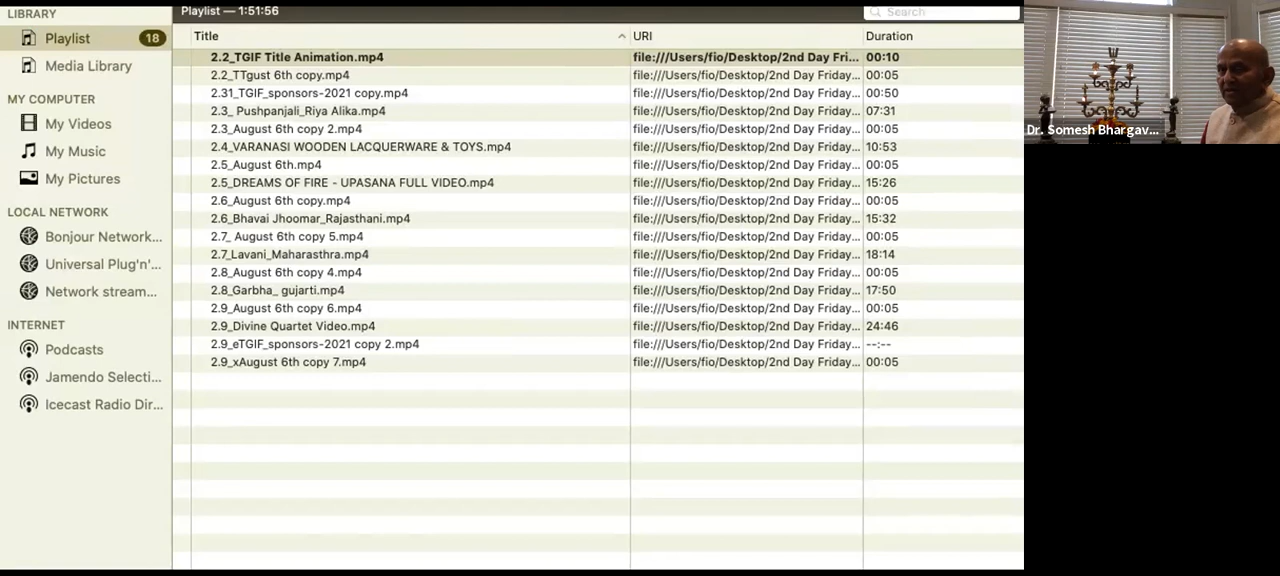 LIBRARY
Playlist 18
Media Library
MY COMPUTER
My Videos
My Music
My Pictures
LOCAL NETWORK
Bonjour Network...
Universal Plug'n'...
Network stream...
INTERNET
Podcasts
Jamendo Selecti...
Icecast Radio Dir...
Playlist — 1:51:56
Search
Title URI Duration
2.2_TGIF Title Animation.mp4 file:///Users/fio/Desktop/2nd Day Fri... 00:10
2.2_TTgust 6th copy.mp4 file:///Users/fio/Desktop/2nd Day Friday... 00:05
2.31_TGIF_sponsors-2021 copy.mp4 file:///Users/fio/Desktop/2nd Day Friday... 00:50
2.3_ Pushpanjali_Riya Alika.mp4 file:///Users/fio/Desktop/2nd Day Friday... 07:31
2.3_August 6th copy 2.mp4 file:///Users/fio/Desktop/2nd Day Friday... 00:05
2.4_VARANASI WOODEN LACQUERWARE & TOYS.mp4 file:///Users/fio/Desktop/2nd Day Friday... 10:53
2.5_August 6th.mp4 file:///Users/fio/Desktop/2nd Day Friday... 00:05
2.5_DREAMS OF FIRE - UPASANA FULL VIDEO.mp4 file:///Users/fio/Desktop/2nd Day Friday... 15:26
2.6_August 6th copy.mp4 file:///Users/fio/Desktop/2nd Day Friday... 00:05
2.6_Bhavai Jhoomar_Rajasthani.mp4 file:///Users/fio/Desktop/2nd Day Friday... 15:32
2.7_ August 6th copy 5.mp4 file:///Users/fio/Desktop/2nd Day Friday... 00:05
2.7_Lavani_Maharasthra.mp4 file:///Users/fio/Desktop/2nd Day Friday... 18:14
2.8_August 6th copy 4.mp4 file:///Users/fio/Desktop/2nd Day Friday... 00:05
2.8_Garbha_ gujarti.mp4 file:///Users/fio/Desktop/2nd Day Friday... 17:50
2.9_August 6th copy 6.mp4 file:///Users/fio/Desktop/2nd Day Friday... 00:05
2.9_Divine Quartet Video.mp4 file:///Users/fio/Desktop/2nd Day Friday... 24:46
2.9_eTGIF_sponsors-2021 copy 2.mp4 file:///Users/fio/Desktop/2nd Day Friday... --:--
2.9_xAugust 6th copy 7.mp4 file:///Users/fio/Desktop/2nd Day Friday... 00:05
Dr. Somesh Bhargav...